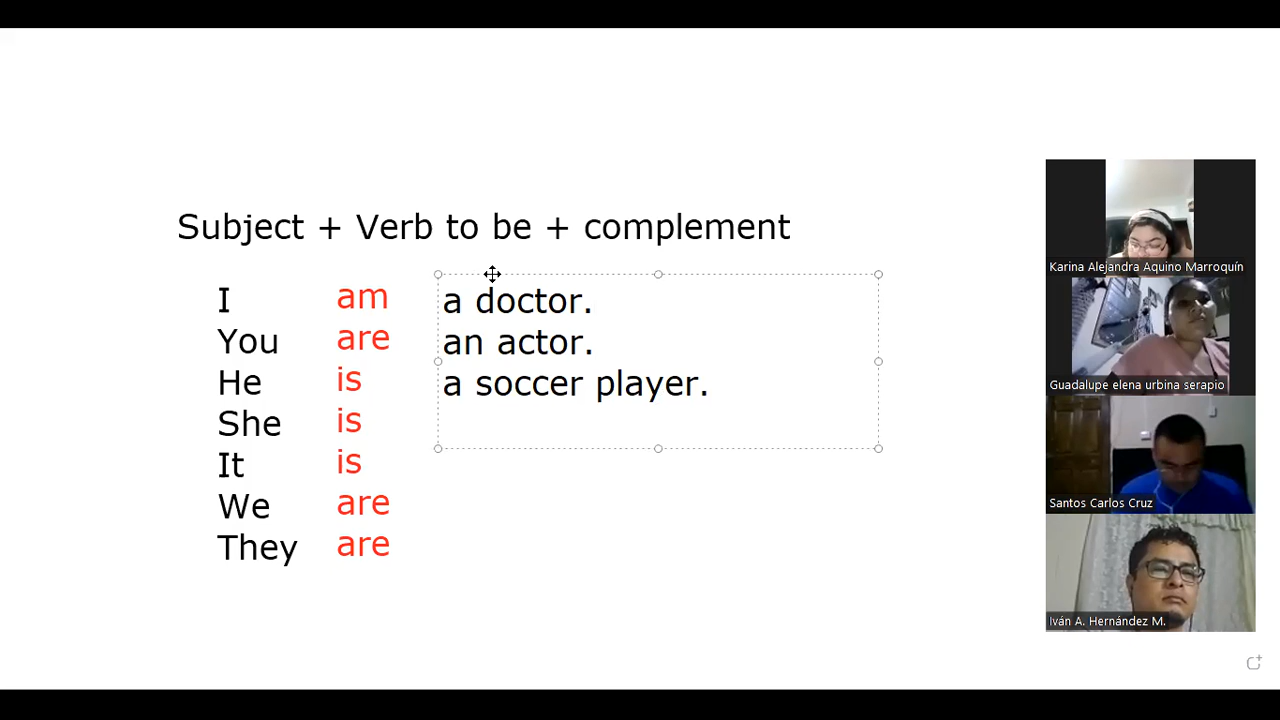 Subject + Verb to be + complement
I am a doctor.
You are an actor.
He is a soccer player.
She is
It is
We are
They are
Karina Alejandra Aquino Marroquín
Guadalupe elena urbina serapio
Santos Carlos Cruz
Iván A. Hernández M.